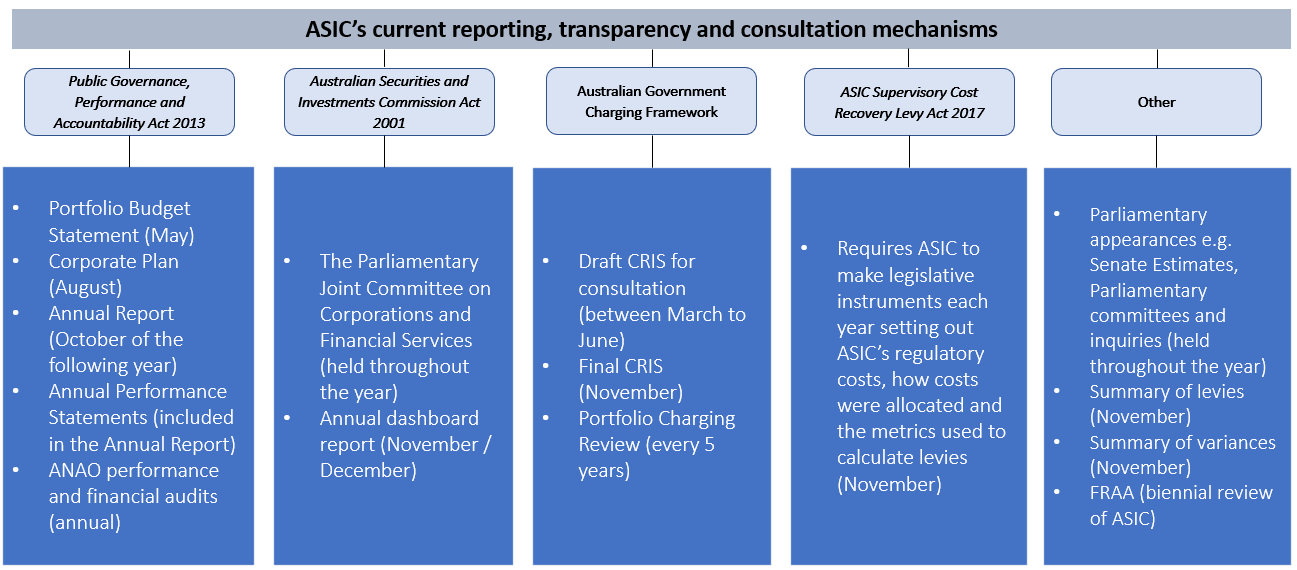 ASIC's current reporting, transparency and consultation mechanisms
Public Governance,
Performance and
Accountability Act 2013
• Portfolio Budget
Statement (May)
• Corporate Plan
(August)
• Annual Report
(October of the
following year)
• Annual Performance
Statements (included
in the Annual Report)
• ANAO performance
and financial audits
(annual)
Australian Securities and
Investments Commission Act
2001
• The Parliamentary
Joint Committee on
Corporations and
Financial Services
(held throughout
the year)
• Annual dashboard
report (November /
December)
Australian Government
Charging Framework
• Draft CRIS for
consultation
(between March to
June)
• Final CRIS
(November)
• Portfolio Charging
Review (every 5
years)
ASIC Supervisory Cost
Recovery Levy Act 2017
• Requires ASIC to
make legislative
instruments each
year setting out
ASIC's regulatory
costs, how costs
were allocated and
the metrics used to
calculate levies
(November)
Other
• Parliamentary
appearances e.g.
Senate Estimates,
Parliamentary
committees and
inquiries (held
throughout the year)
• Summary of levies
(November)
• Summary of variances
(November)
• FRAA (biennial review
of ASIC)